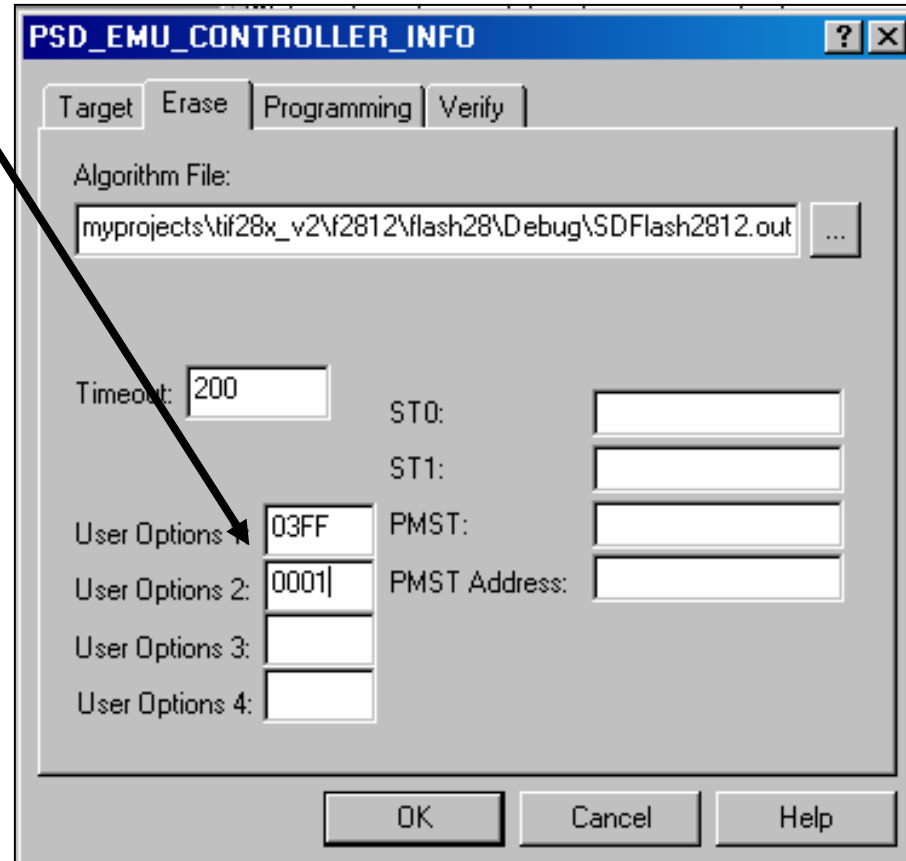 PSD_EMU_CONTROLLER_INFO
Target Erase Programming Verify
Algorithm File:
myprojects\tif28x_v2\f2812\flash28\Debug\SDFlash2812.out ...
Timeout: 200
ST0:
ST1:
User Options 1: 03FF PMST:
User Options 2: 0001 PMST Address:
User Options 3:
User Options 4:
OK Cancel Help